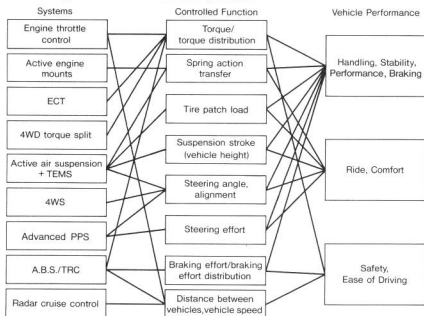 Systems
Controlled Function
Vehicle Performance
Engine throttle
control
Active engine
mounts
ECT
4WD torque split
Active air suspension
+ TEMS
4WS
Advanced PPS
A.B.S./TRC
Radar cruise control
Torque/
torque distribution
Spring action
transfer
Tire patch load
Suspension stroke
(vehicle height)
Steering angle,
alignment
Steering effort
Braking effort/braking
effort distribution
Distance between
vehicles,vehicle speed
Handling, Stability,
Performance, Braking
Ride, Comfort
Safety,
Ease of Driving